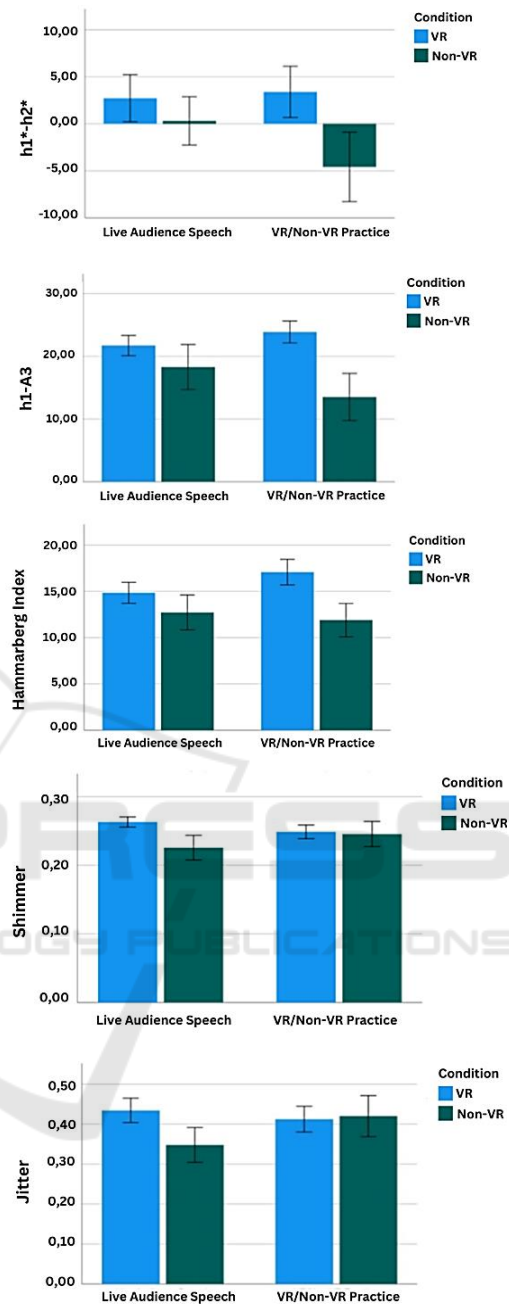 10,00
5,00
0,00
-5,00
-10,00
h1*-h2*
Live Audience Speech VR/Non-VR Practice
Condition
VR
Non-VR
30,00
20,00
10,00
0,00
h1-A3
Live Audience Speech VR/Non-VR Practice
Condition
VR
Non-VR
20,00
15,00
10,00
5,00
0,00
Hammarberg Index
Live Audience Speech VR/Non-VR Practice
Condition
VR
Non-VR
0,30
0,20
0,10
0,00
Shimmer
Live Audience Speech VR/Non-VR Practice
Condition
VR
Non-VR
0,50
0,40
0,30
0,20
0,10
0,00
Jitter
Live Audience Speech VR/Non-VR Practice
Condition
VR
Non-VR
PRESS
OGY PUBLICATIONS